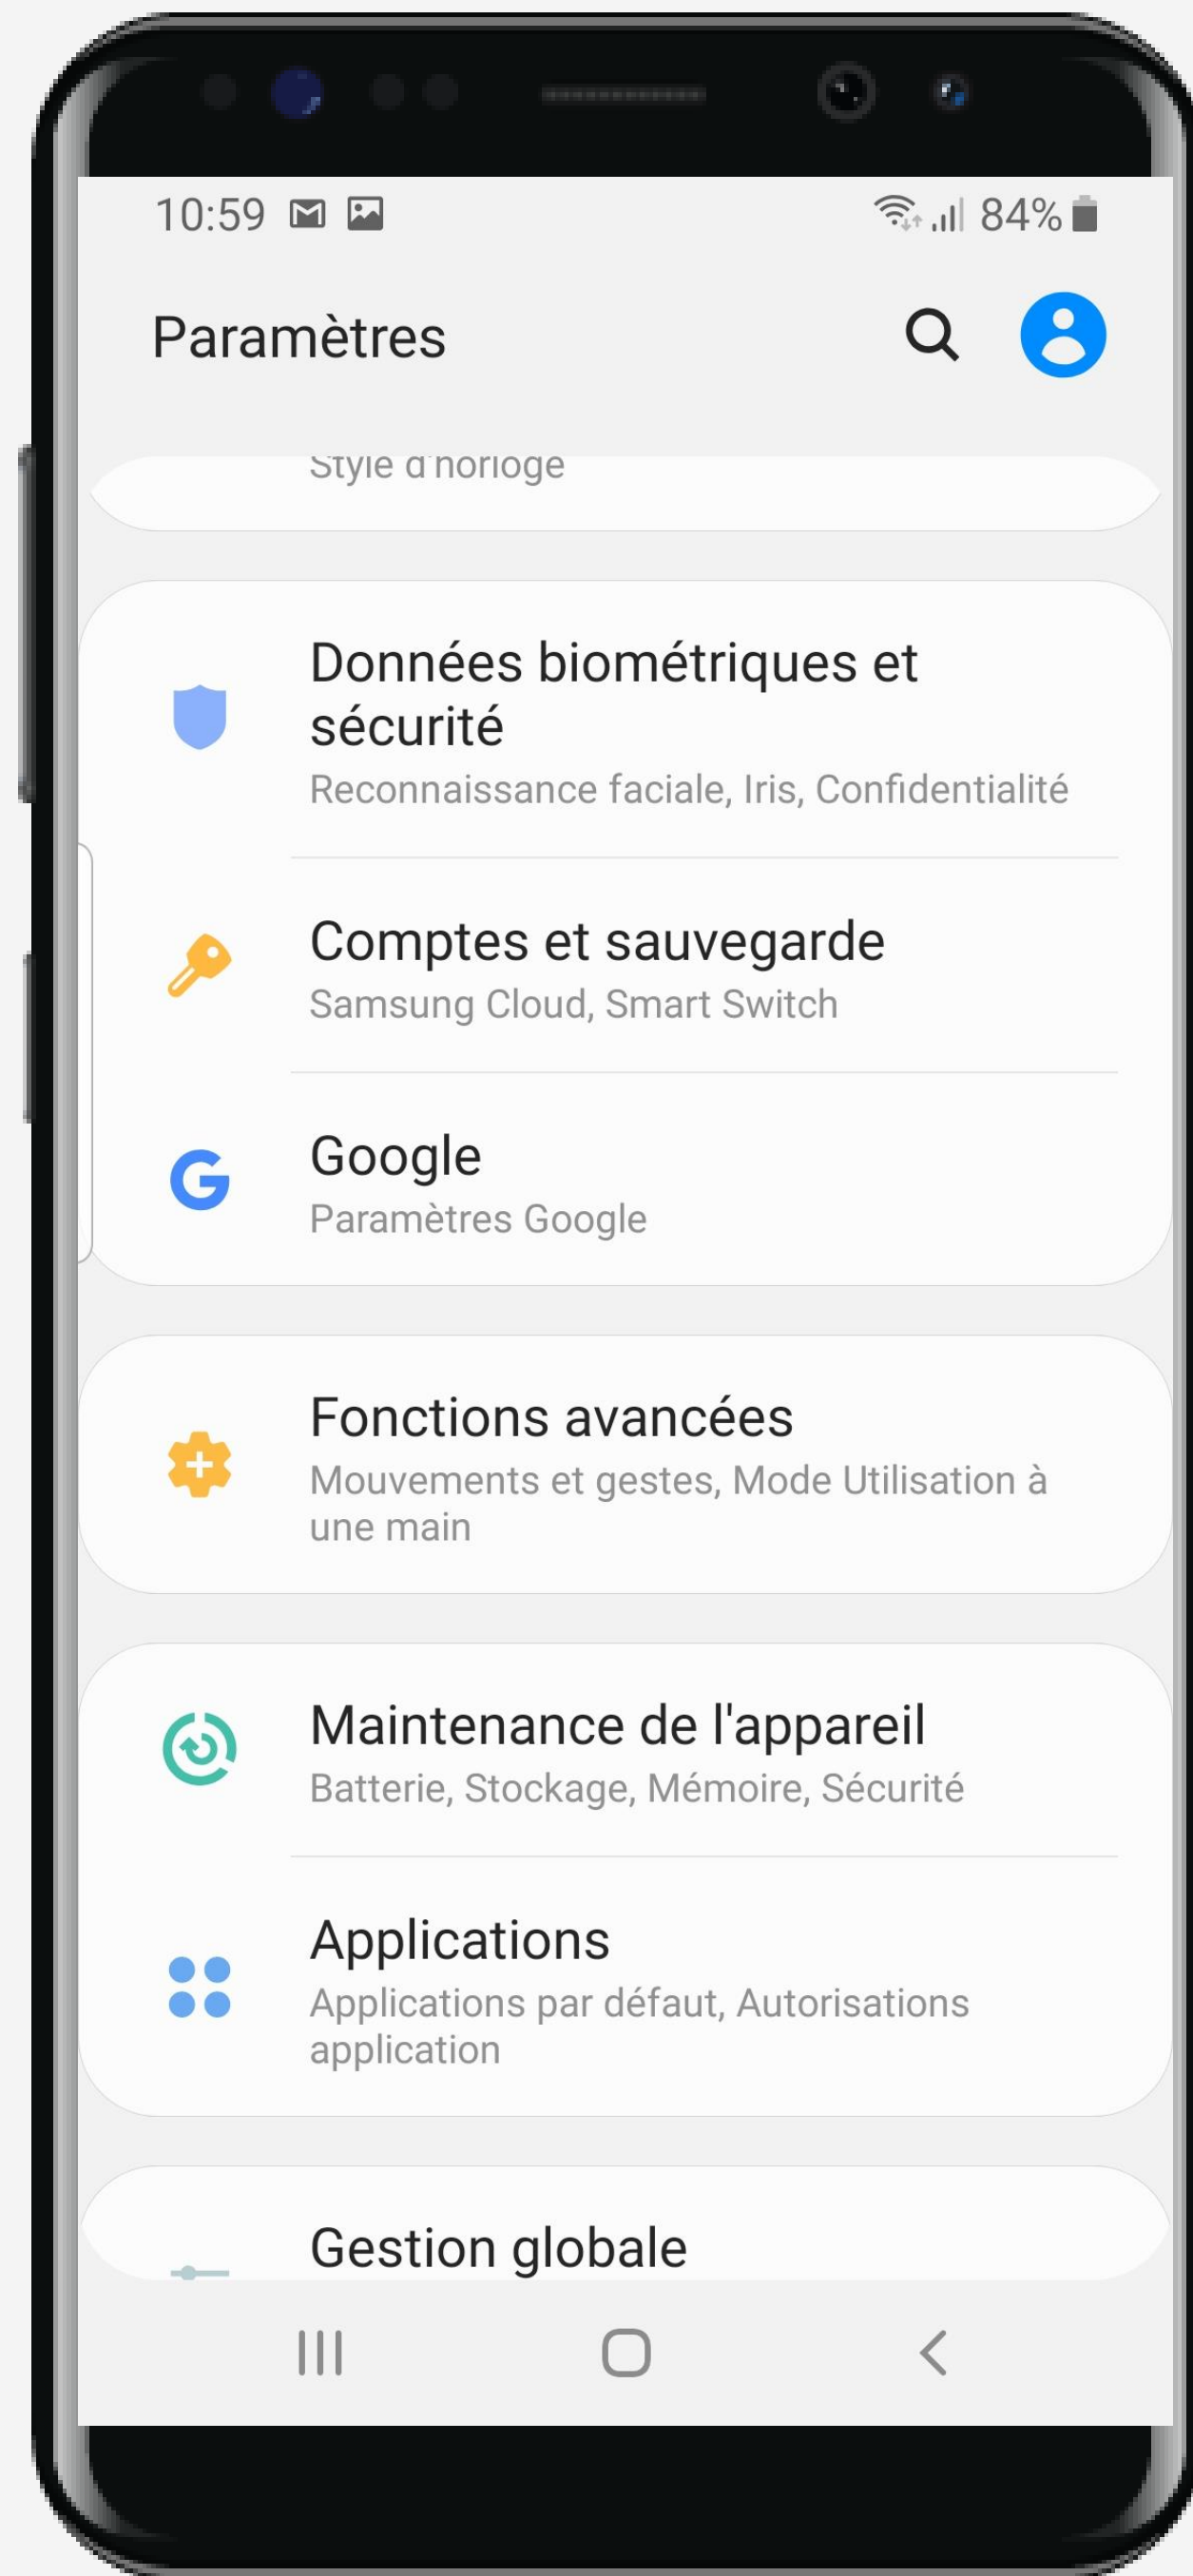 10:59
84%
Paramètres
Style d'horloge
Données biométriques et
sécurité
Reconnaissance faciale, Iris, Confidentialité
Comptes et sauvegarde
Samsung Cloud, Smart Switch
Google
Paramètres Google
Fonctions avancées
Mouvements et gestes, Mode Utilisation à
une main
Maintenance de l'appareil
Batterie, Stockage, Mémoire, Sécurité
Applications
Applications par défaut, Autorisations
application
Gestion globale